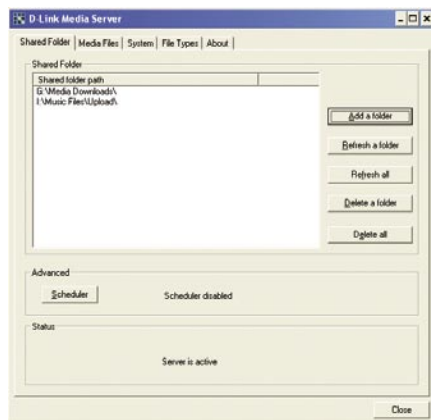 D-Link Media Server
Shared Folder Media Files System File Types About
Shared Folder
Shared folder path
G:\Media Downloads\
I:\Music Files\Upload\
Add a folder
Refresh a folder
Refresh all
Delete a folder
Delete all
Advanced
Scheduler Scheduler disabled
Status
Server is active
Close